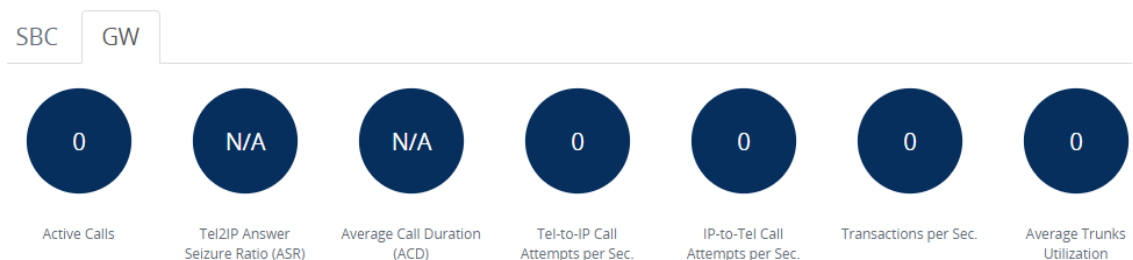 SBC GW
0 N/A N/A 0 0 0 0
Active Calls Tel2IP Answer Average Call Duration Tel-to-IP Call IP-to-Tel Call Transactions per Sec. Average Trunks
Seizure Ratio (ASR) (ACD) Attempts per Sec. Attempts per Sec. Utilization